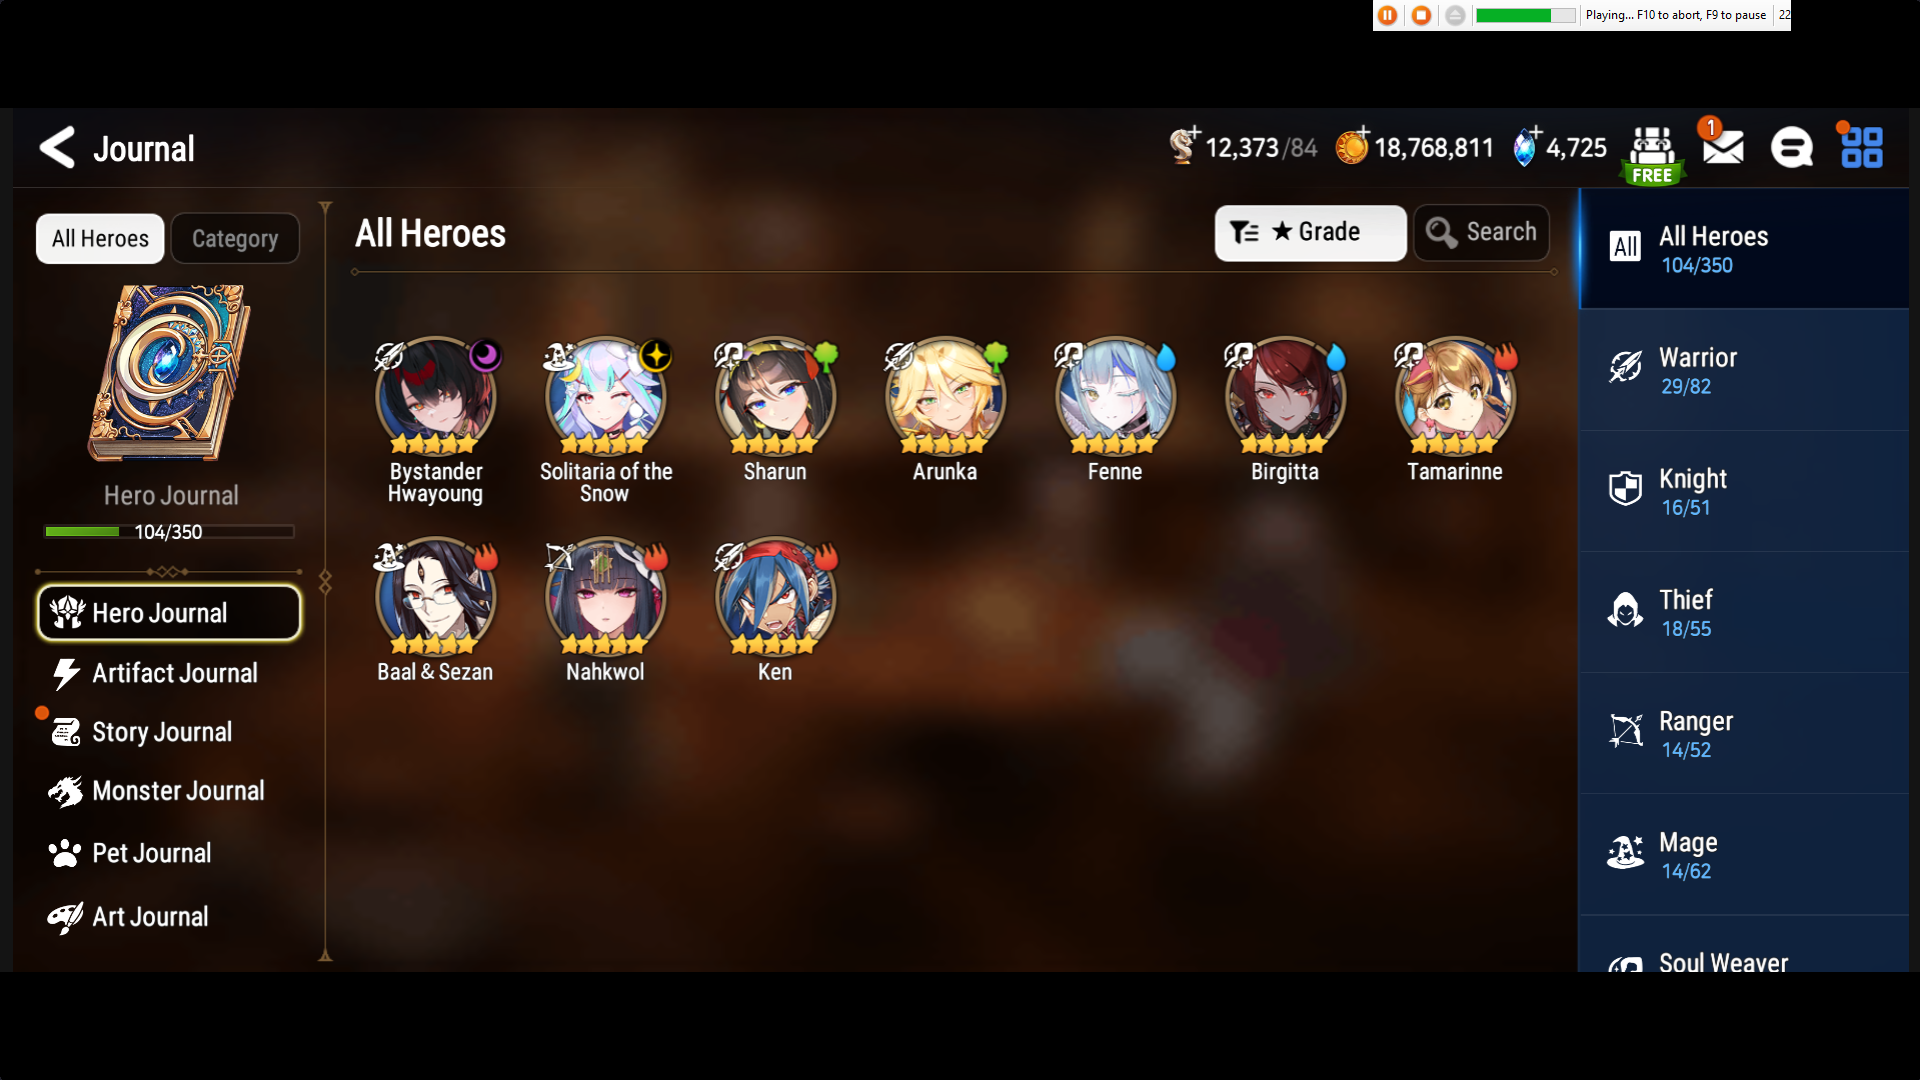 Playing... F10 to abort, F9 to pause
22
Journal
12,373/84
18,768,811
4,725
FREE
1
All Heroes
Category
Hero Journal
104/350
Hero Journal
Artifact Journal
Story Journal
Monster Journal
Pet Journal
Art Journal
All Heroes
★ Grade
Search
Bystander
Hwayoung
Solitaria of the
Snow
Sharun
Arunka
Fenne
Birgitta
Tamarinne
Baal & Sezan
Nahkwol
Ken
All
All Heroes
104/350
Warrior
29/82
Knight
16/51
Thief
18/55
Ranger
14/52
Mage
14/62
Soul Weaver